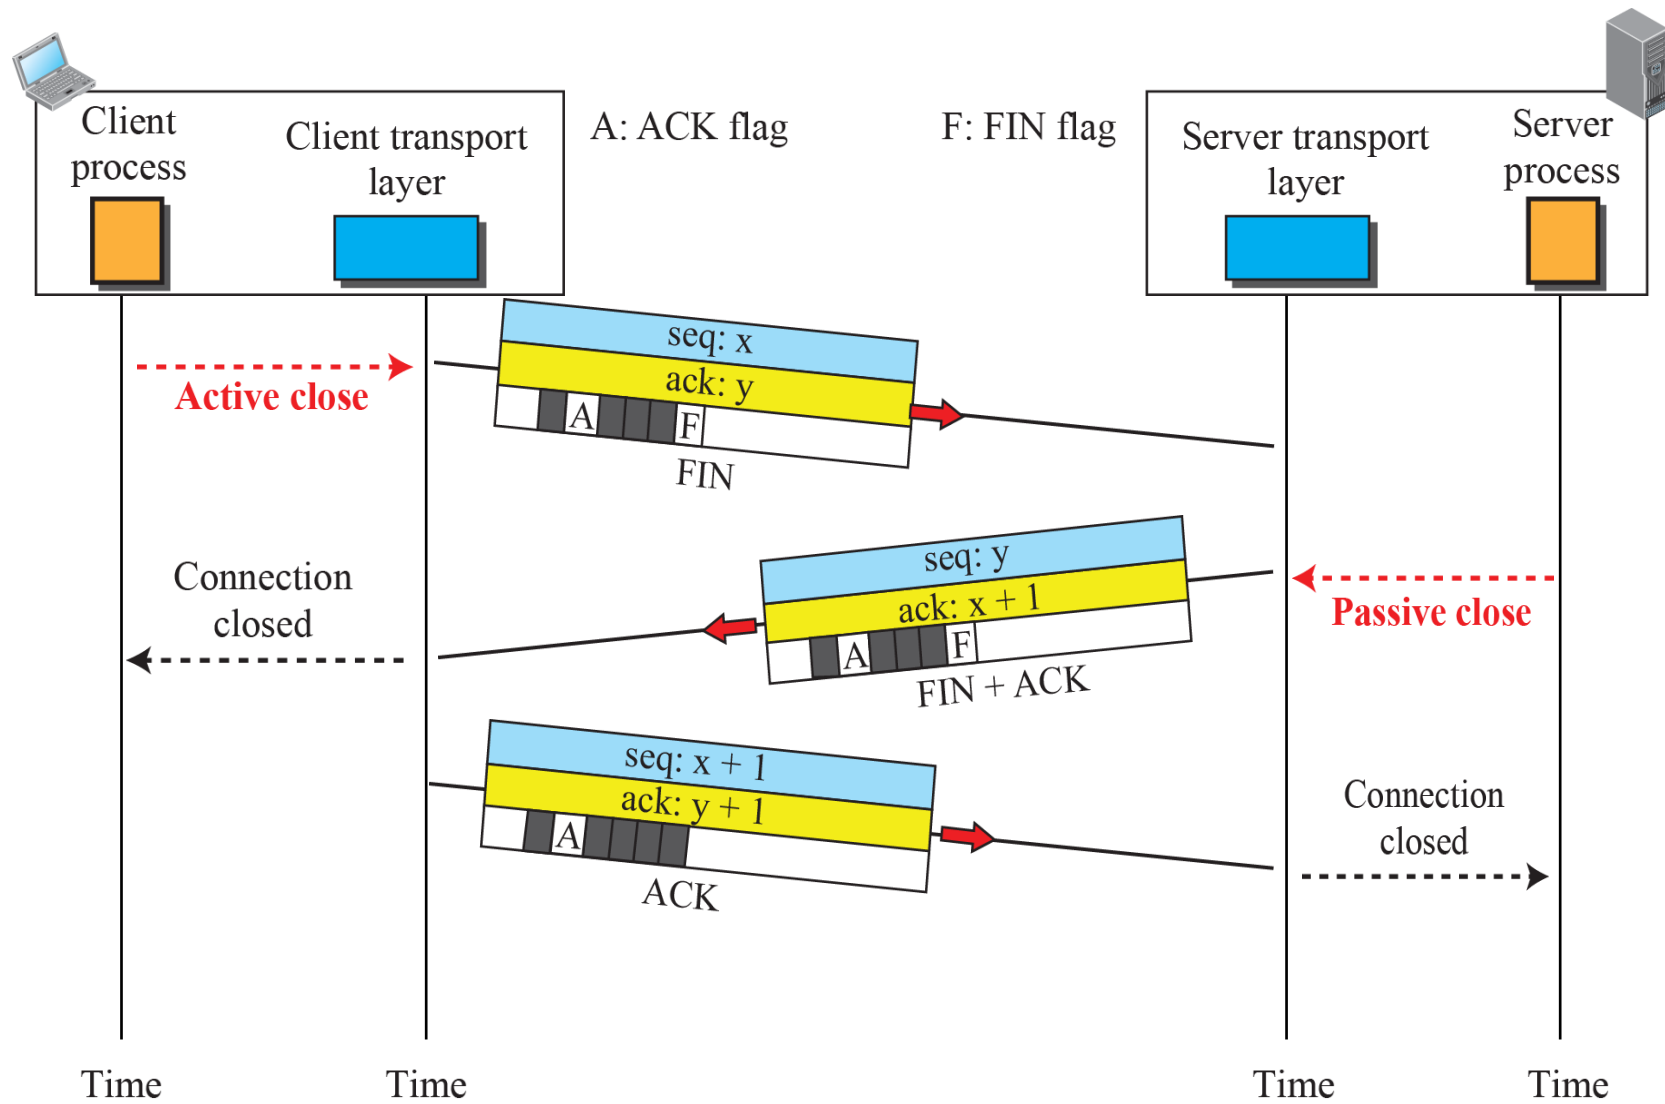 Client
process
Client transport
layer
A: ACK flag
F: FIN flag
Server transport
layer
Server
process
seq: x
ack: y
A
F
FIN
Active close
seq: y
ack: x + 1
A
F
FIN + ACK
Passive close
Connection
closed
seq: x + 1
ack: y + 1
A
ACK
Connection
closed
Time
Time
Time
Time